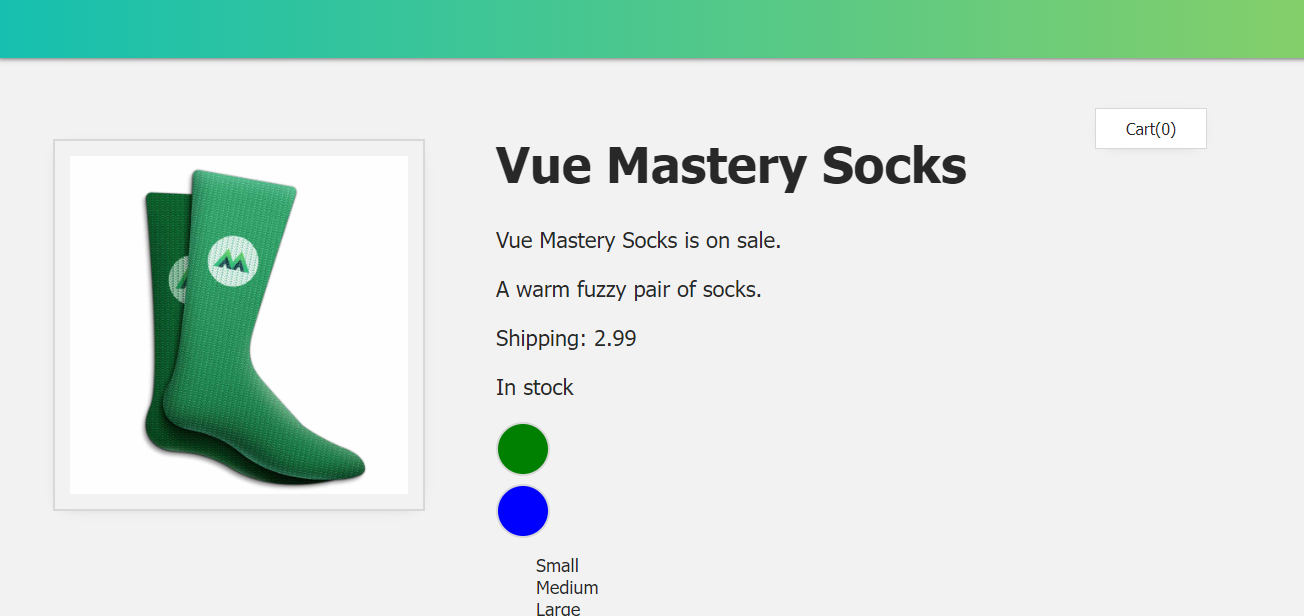 Cart(0)
Vue Mastery Socks
Vue Mastery Socks is on sale.
A warm fuzzy pair of socks.
Shipping: 2.99
In stock
Small
Medium
Large